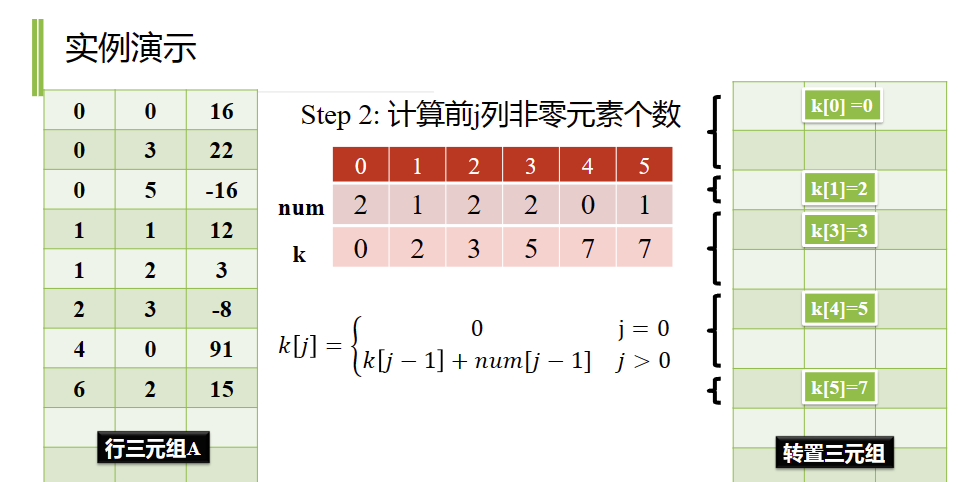 实例演示
0 0 16
0 3 22
0 5 -16
1 1 12
1 2 3
2 3 -8
4 0 91
6 2 15
行三元组A
Step 2: 计算前j列非零元素个数
0 1 2 3 4 5
num 2 1 2 2 0 1
k 0 2 3 5 7 7
k[j] = { 0 j = 0
k[j − 1] + num[j − 1] j > 0
k[0] =0
k[1]=2
k[3]=3
k[4]=5
k[5]=7
转置三元组